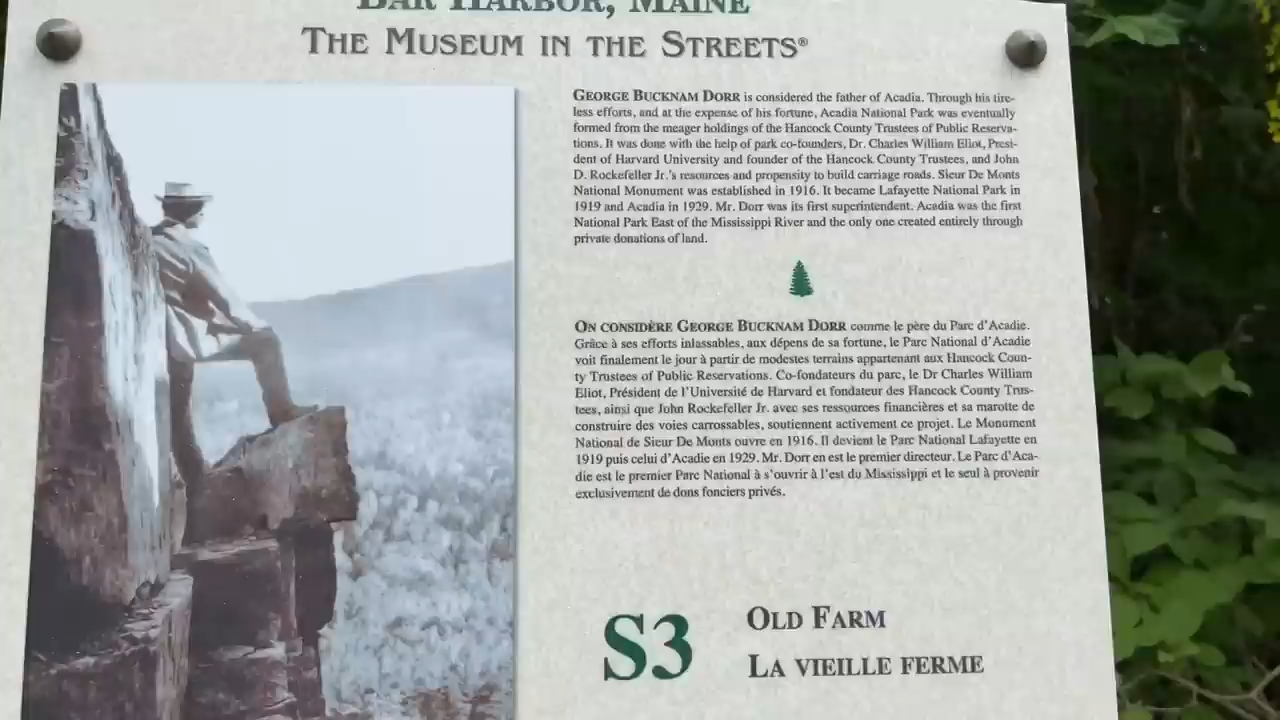 BAR HARBOR, MAINE
THE MUSEUM IN THE STREETS®
GEORGE BUCKNAM DORR is considered the father of Acadia. Through his tire-
less efforts, and at the expense of his fortune, Acadia National Park was eventually
formed from the meager holdings of the Hancock County Trustees of Public Reserva-
tions. It was done with the help of park co-founders, Dr. Charles William Eliot, Presi-
dent of Harvard University and founder of the Hancock County Trustees, and John
D. Rockefeller Jr.'s resources and propensity to build carriage roads. Sieur De Monts
National Monument was established in 1916. It became Lafayette National Park in
1919 and Acadia in 1929. Mr. Dorr was its first superintendent. Acadia was the first
National Park East of the Mississippi River and the only one created entirely through
private donations of land.
ON CONSIDÈRE GEORGE BUCKNAM DORR comme le père du Parc d'Acadie.
Grâce à ses efforts inlassables, aux dépens de sa fortune, le Parc National d'Acadie
voit finalement le jour à partir de modestes terrains appartenant aux Hancock Coun-
ty Trustees of Public Reservations. Co-fondateurs du parc, le Dr Charles William
Eliot, Président de l'Université de Harvard et fondateur des Hancock County Trus-
tees, ainsi que John Rockefeller Jr. avec ses ressources financières et sa marotte de
construire des voies carrossables, soutiennent activement ce projet. Le Monument
National de Sieur De Monts ouvre en 1916. Il devient le Parc National Lafayette en
1919 puis celui d'Acadie en 1929. Mr. Dorr en est le premier directeur. Le Parc d'Aca-
die est le premier Parc National à s'ouvrir à l'est du Mississippi et le seul à provenir
exclusivement de dons fonciers privés.
S3
OLD FARM
LA VIEILLE FERME